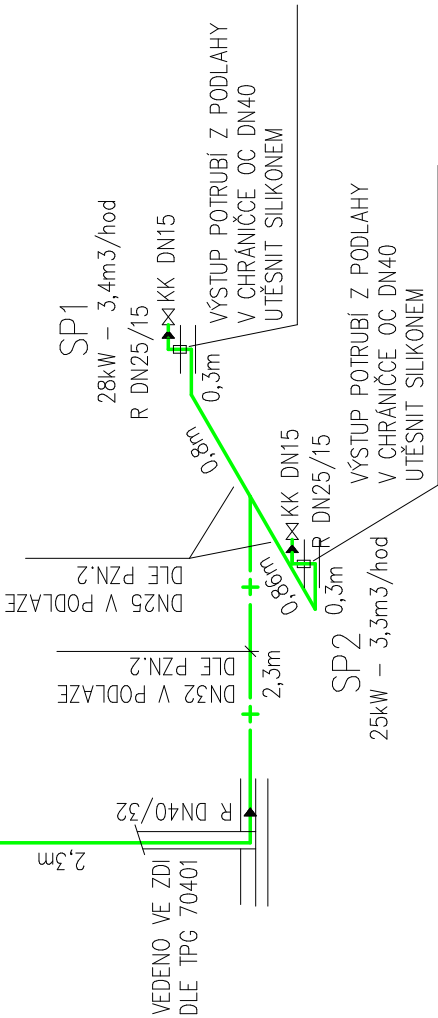 SP1
28kW – 3,4m3/hod
R DN25/15
KK DN15
VÝSTUP POTRUBÍ Z PODLAHY
V CHRÁNIČCE OC DN40
UTĚSNIT SILIKONEM
0,3m
0,8m
DN25 V PODLAZE
DLE PZN.2
KK DN15
R DN25/15
VÝSTUP POTRUBÍ Z PODLAHY
V CHRÁNIČCE OC DN40
UTĚSNIT SILIKONEM
0,86m
0,3m
SP2
25kW – 3,3m3/hod
DN32 V PODLAZE
DLE PZN.2
2,3m
R DN40/32
2,3m
VEDENO VE ZDI
DLE TPG 70401